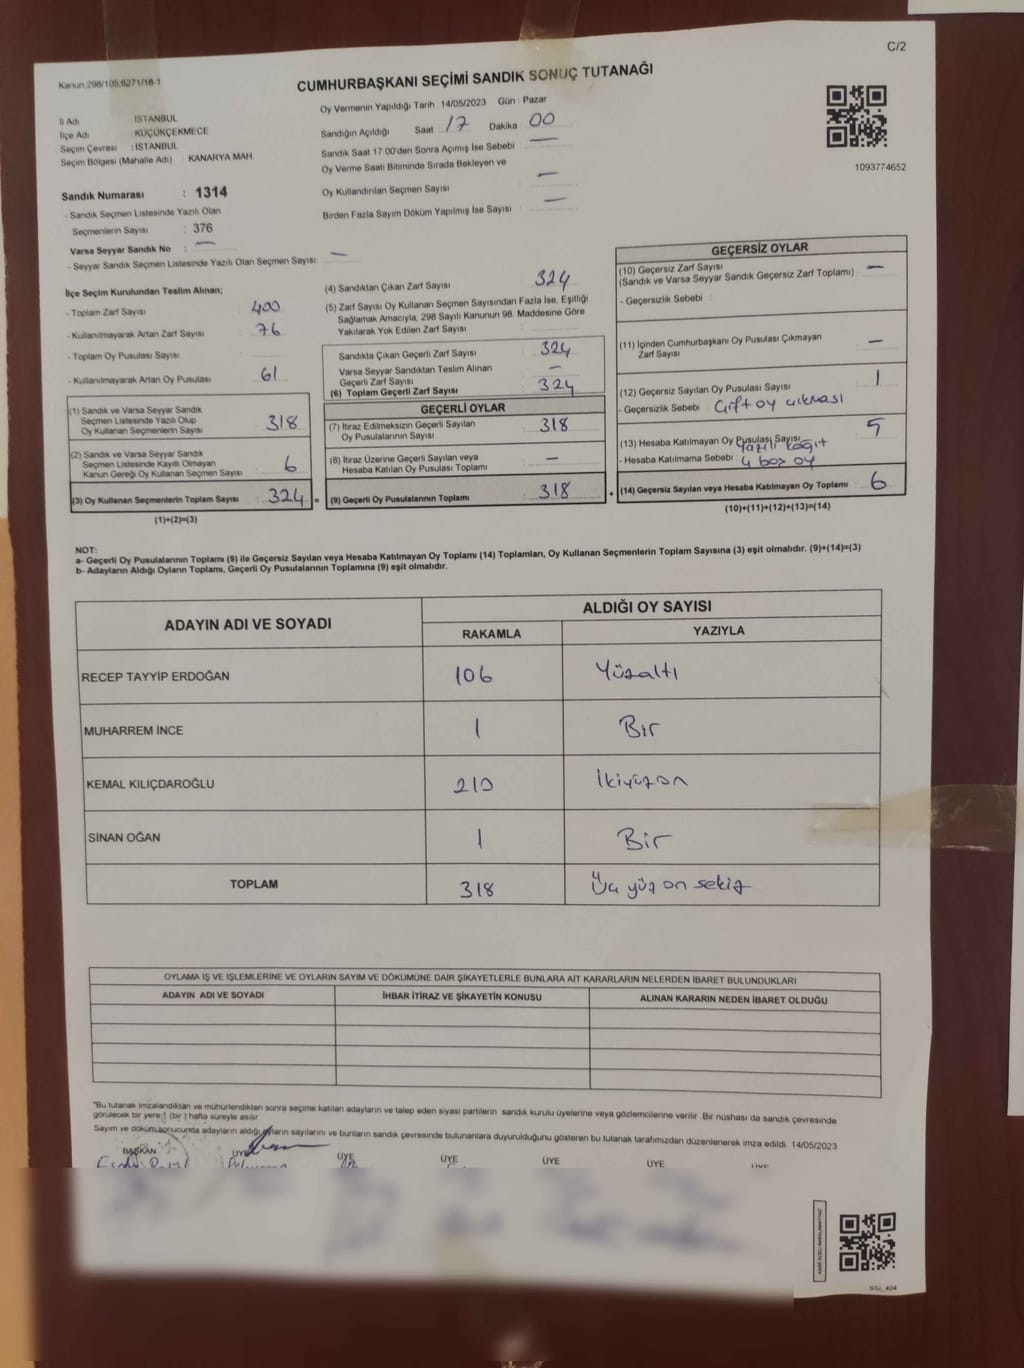 C/2
Kanun:298/105,6271/18-1
CUMHURBAŞKANI SEÇİMİ SANDIK SONUÇ TUTANAĞI
Oy Vermenin Yapıldığı Tarih : 14/05/2023 Gün : Pazar
İl Adı : İSTANBUL
İlçe Adı : KÜÇÜKÇEKMECE
Seçim Çevresi : İSTANBUL
Seçim Bölgesi (Mahalle Adı) : KANARYA MAH.
Sandığın Açıldığı Saat : 17 Dakika : 00
Sandık Saat 17:00'den Sonra Açılmış İse Sebebi : —
Oy Verme Saati Bitiminde Sırada Bekleyen ve
Oy Kullandırılan Seçmen Sayısı : —
Birden Fazla Sayım Döküm Yapılmış İse Sayısı : —
1093774652
Sandık Numarası : 1314
- Sandık Seçmen Listesinde Yazılı Olan
Seçmenlerin Sayısı : 376
Varsa Seyyar Sandık No : —
- Seyyar Sandık Seçmen Listesinde Yazılı Olan Seçmen Sayısı: —
İlçe Seçim Kurulundan Teslim Alınan;
- Toplam Zarf Sayısı : 400
- Kullanılmayarak Artan Zarf Sayısı : 76
- Toplam Oy Pusulası Sayısı :
- Kullanılmayarak Artan Oy Pusulası : 61
(1) Sandık ve Varsa Seyyar Sandık
Seçmen Listesinde Yazılı Olup
Oy Kullanan Seçmenlerin Sayısı : 318
(2) Sandık ve Varsa Seyyar Sandık
Seçmen Listesinde Kayıtlı Olmayan
Kanun Gereği Oy Kullanan Seçmen Sayısı : 6
(3) Oy Kullanan Seçmenlerin Toplam Sayısı : 324 =
(1)+(2)=(3)
(4) Sandıktan Çıkan Zarf Sayısı : 324
(5) Zarf Sayısı Oy Kullanan Seçmen Sayısından Fazla İse, Eşitliği
Sağlamak Amacıyla, 298 Sayılı Kanunun 98. Maddesine Göre
Yakılarak Yok Edilen Zarf Sayısı :
Sandıkta Çıkan Geçerli Zarf Sayısı : 324
Varsa Seyyar Sandıktan Teslim Alınan
Geçerli Zarf Sayısı : —
(6) Toplam Geçerli Zarf Sayısı : 324
GEÇERLİ OYLAR
(7) İtiraz Edilmeksizin Geçerli Sayılan
Oy Pusulalarının Sayısı : 318
(8) İtiraz Üzerine Geçerli Sayılan veya
Hesaba Katılan Oy Pusulası Toplamı : —
(9) Geçerli Oy Pusulalarının Toplamı : 318 +
GEÇERSİZ OYLAR
(10) Geçersiz Zarf Sayısı : —
(Sandık ve Varsa Seyyar Sandık Geçersiz Zarf Toplamı)
- Geçersizlik Sebebi :
(11) İçinden Cumhurbaşkanı Oy Pusulası Çıkmayan
Zarf Sayısı : —
(12) Geçersiz Sayılan Oy Pusulası Sayısı : 1
- Geçersizlik Sebebi : Çift oy çıkması
(13) Hesaba Katılmayan Oy Pusulası Sayısı : 5
- Hesaba Katılmama Sebebi : Yazılı kağıt
4 boş oy
(14) Geçersiz Sayılan veya Hesaba Katılmayan Oy Toplamı : 6
(10)+(11)+(12)+(13)=(14)
NOT:
a- Geçerli Oy Pusulalarının Toplamı (9) ile Geçersiz Sayılan veya Hesaba Katılmayan Oy Toplamı (14) Toplamları, Oy Kullanan Seçmenlerin Toplam Sayısına (3) eşit olmalıdır. (9)+(14)=(3)
b- Adayların Aldığı Oyların Toplamı, Geçerli Oy Pusulalarının Toplamına (9) eşit olmalıdır.
ADAYIN ADI VE SOYADI
ALDIĞI OY SAYISI
RAKAMLA YAZIYLA
RECEP TAYYİP ERDOĞAN 106 Yüzaltı
MUHARREM İNCE 1 Bir
KEMAL KILIÇDAROĞLU 210 İkiyüzon
SİNAN OĞAN 1 Bir
TOPLAM 318 Üç yüz on sekiz
OYLAMA İŞ VE İŞLEMLERİNE VE OYLARIN SAYIM VE DÖKÜMÜNE DAİR ŞİKAYETLERLE BUNLARA AİT KARARLARIN NELERDEN İBARET BULUNDUKLARI
ADAYIN ADI VE SOYADI İHBAR İTİRAZ VE ŞİKAYETİN KONUSU ALINAN KARARIN NEDEN İBARET OLDUĞU
*Bu tutanak imzalandıktan ve mühürlendikten sonra seçime katılan adayların ve talep eden siyasi partilerin sandık kurulu üyelerine veya gözlemcilerine verilir. Bir nüshası da sandık çevresinde
görülecek bir yere 1 (bir) hafta süreyle asılır.
Sayım ve döküm sonucunda adayların aldığı oyların sayılarını ve bunların sandık çevresinde bulunanlara duyurulduğunu gösteren bu tutanak tarafımızdan düzenlenerek imza edildi. 14/05/2023
BAŞKAN ÜYE ÜYE ÜYE ÜYE ÜYE ÜYE